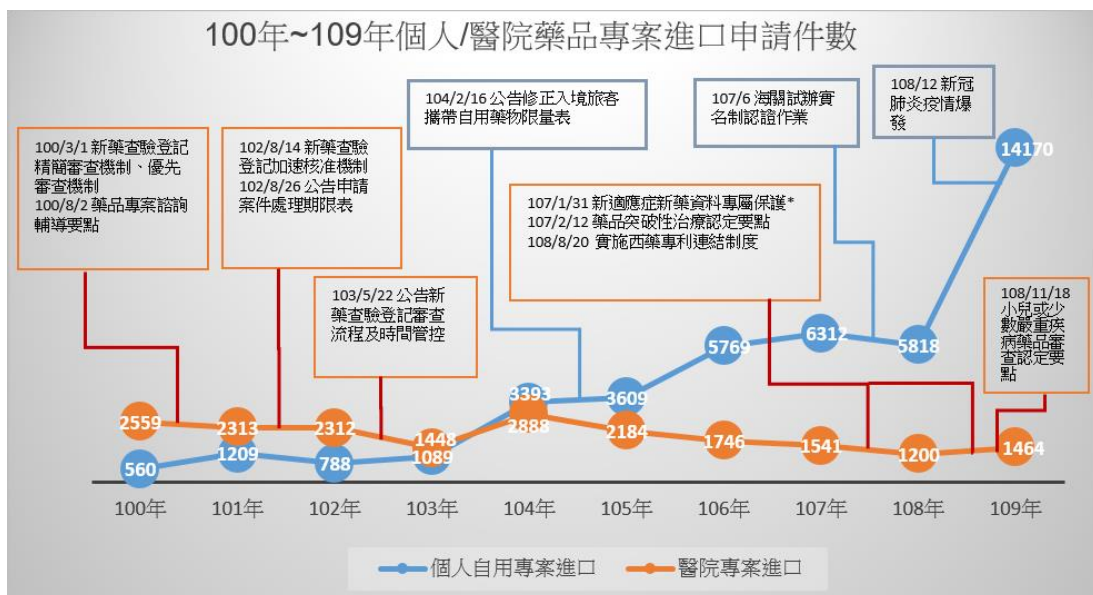 100年~109年個人/醫院藥品專案進口申請件數
100/3/1 新藥查驗登記
精簡審查機制、優先
審查機制
100/8/2 藥品專案諮詢
輔導要點
102/8/14 新藥查驗
登記加速核准機制
102/8/26 公告申請
案件處理期限表
103/5/22 公告新
藥查驗登記審查
流程及時間管控
104/2/16 公告修正入境旅客
攜帶自用藥物限量表
107/1/31 新適應症新藥資料專屬保護*
107/2/12 藥品突破性治療認定要點
108/8/20 實施西藥專利連結制度
107/6 海關試辦實
名制認證作業
108/12 新冠
肺炎疫情爆
發
108/11/18
小兒或少
數嚴重疾
病藥品審
查認定要
點
2559
2313
2312
1448
2888
2184
1746
1541
1200
1464
560
1209
788
1089
3393
3609
5769
6312
5818
14170
100年
101年
102年
103年
104年
105年
106年
107年
108年
109年
個人自用專案進口
醫院專案進口